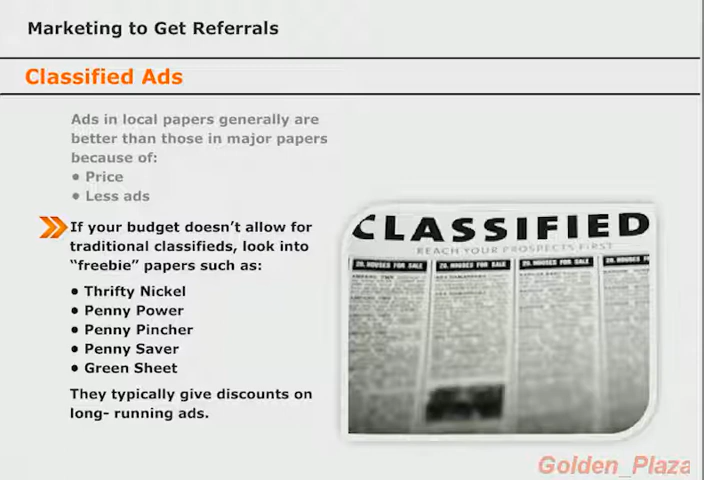 Marketing to Get Referrals
Classified Ads
Ads in local papers generally are
better than those in major papers
because of:
• Price
• Less ads
If your budget doesn't allow for
traditional classifieds, look into
"freebie" papers such as:
• Thrifty Nickel
• Penny Power
• Penny Pincher
• Penny Saver
• Green Sheet
They typically give discounts on
long- running ads.
CLASSIFIED
REACH YOUR PROSPECTS FIRST
Golden_Plaza